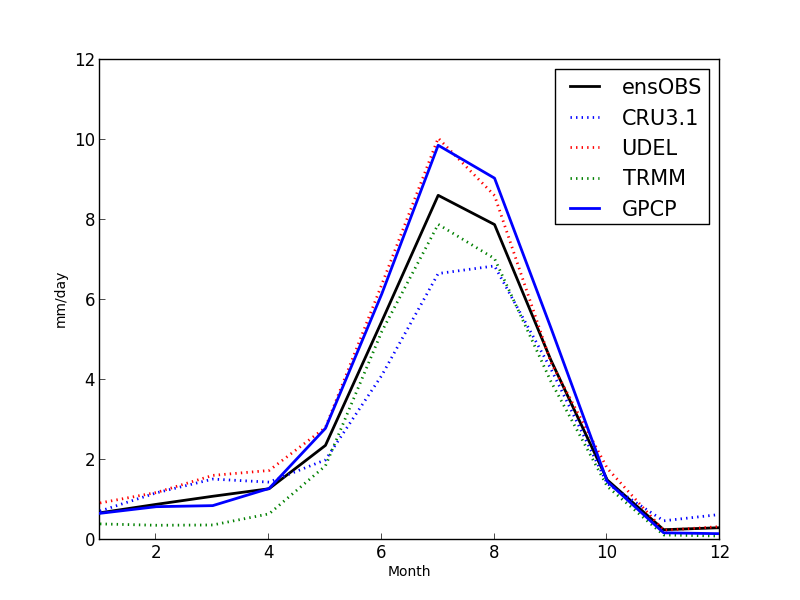 12
10
8
6
4
2
0
mm/day
2 4 6 8 10 12
Month
ensOBS
CRU3.1
UDEL
TRMM
GPCP